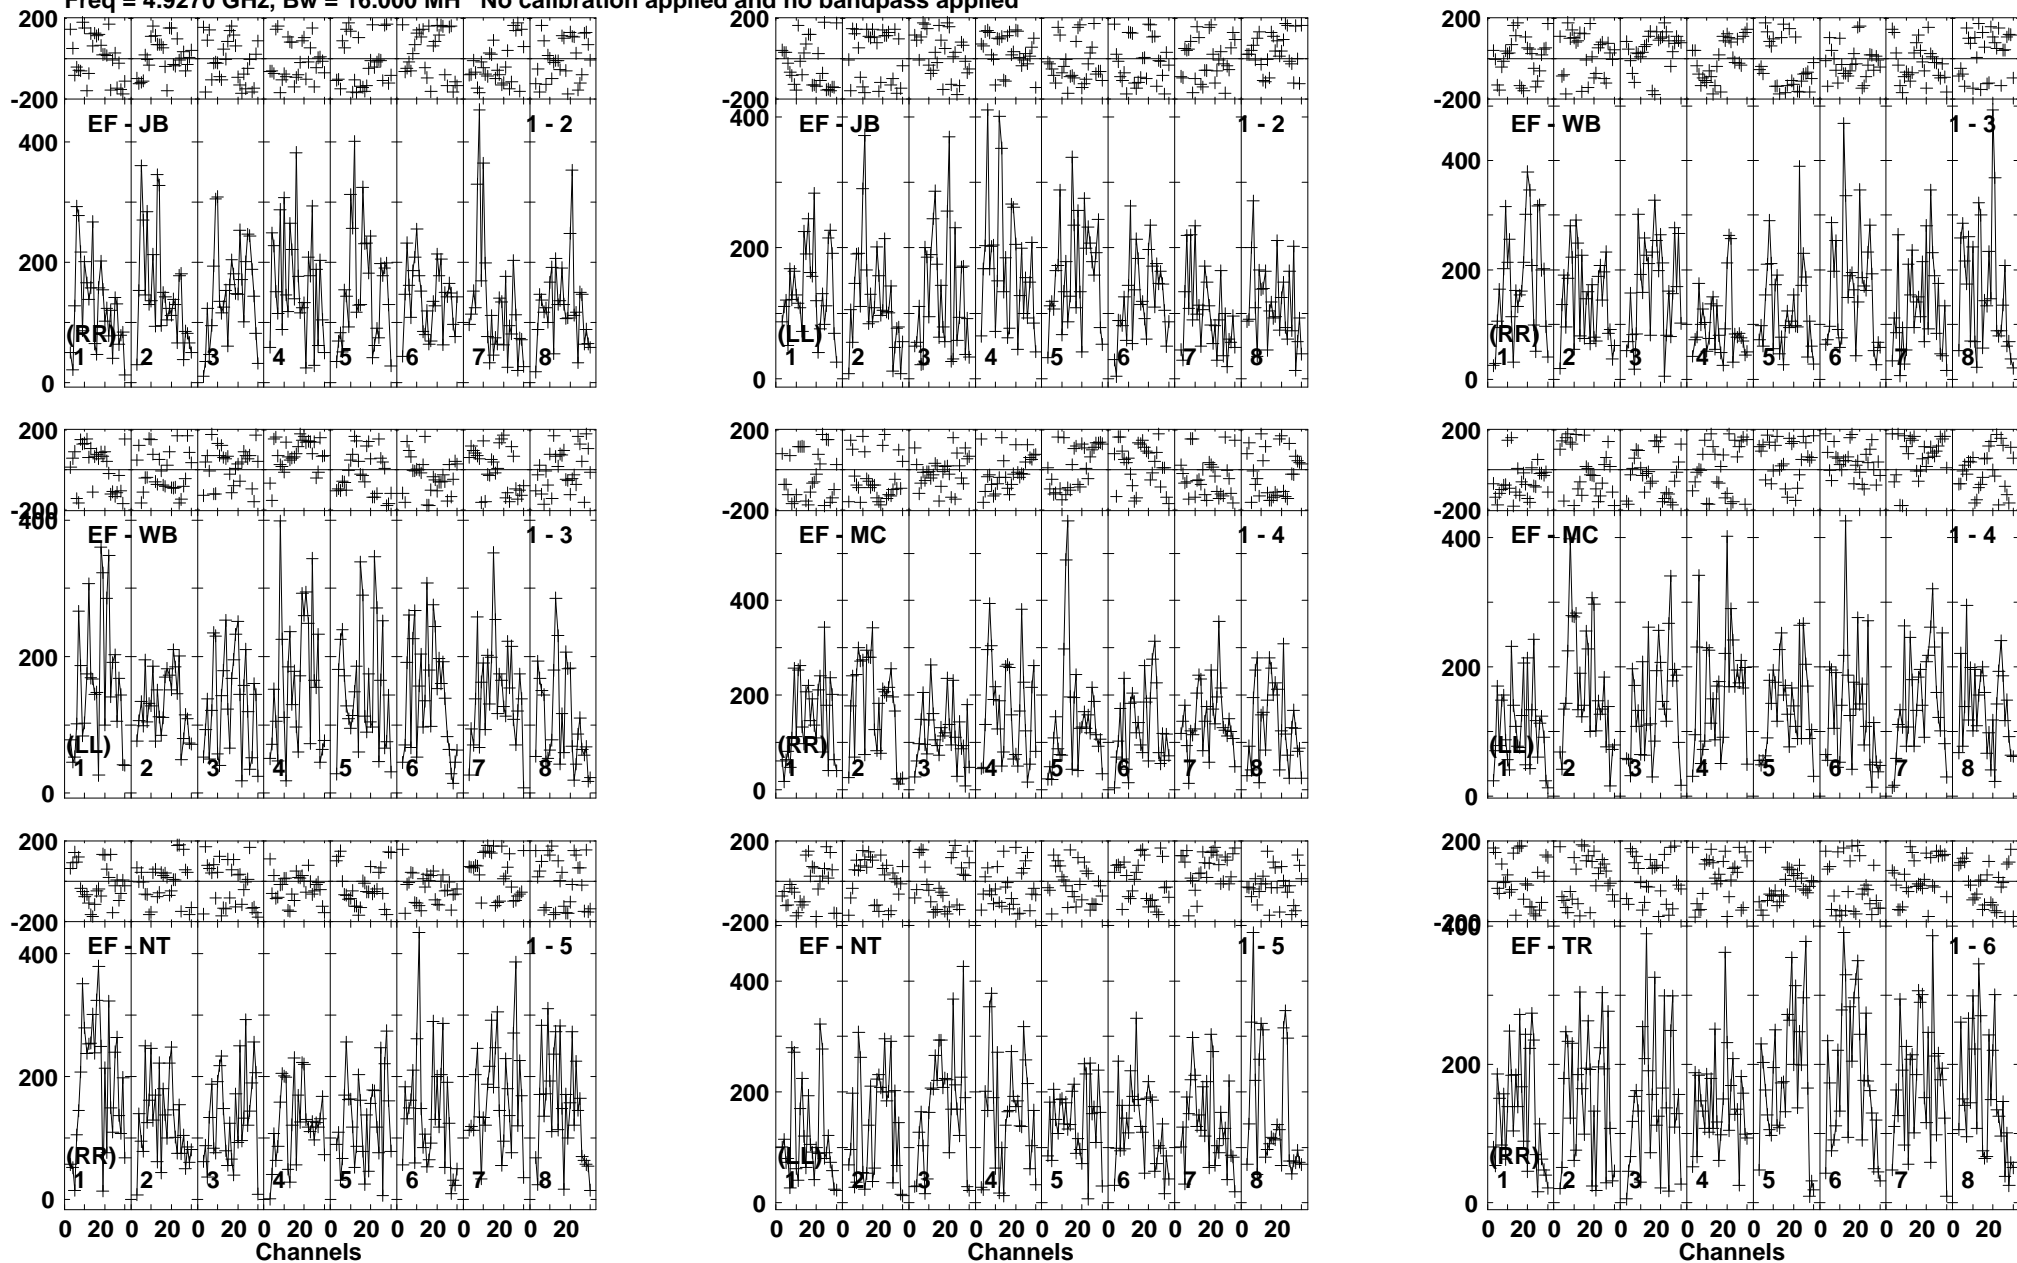 Freq = 4.9270 GHz, Bw = 16.000 MH No calibration applied and no bandpass applied
200 200 200
-200 -200 -200
EF - JB 1 - 2 EF - JB 1 - 2 EF - WB 1 - 3
400 400 400
200 200 200
(RR) (LL) (RR)
1 2 3 4 5 6 7 8 1 2 3 4 5 6 7 8 1 2 3 4 5 6 7 8
0 0 0
200 200 200
-200 -200 -200
400
EF - WB 1 - 3 EF - MC 1 - 4 EF - MC 1 - 4
400 400
200 200 200
(LL) (RR) (LL)
1 2 3 4 5 6 7 8 1 2 3 4 5 6 7 8 1 2 3 4 5 6 7 8
0 0 0
200 200 200
-200 -200 -200
400
EF - NT 1 - 5 EF - NT 1 - 5 EF - TR 1 - 6
400 400
200 200 200
(RR) (LL) (RR)
1 2 3 4 5 6 7 8 1 2 3 4 5 6 7 8 1 2 3 4 5 6 7 8
0 0 0
0 20 0 20 0 20 0 20 0 20 0 20 0 20 0 20 0 20 0 20 0 20 0 20 0 20 0 20 0 20 0 20 0 20 0 20 0 20 0 20 0 20 0 20 0 20 0 20
Channels Channels Channels